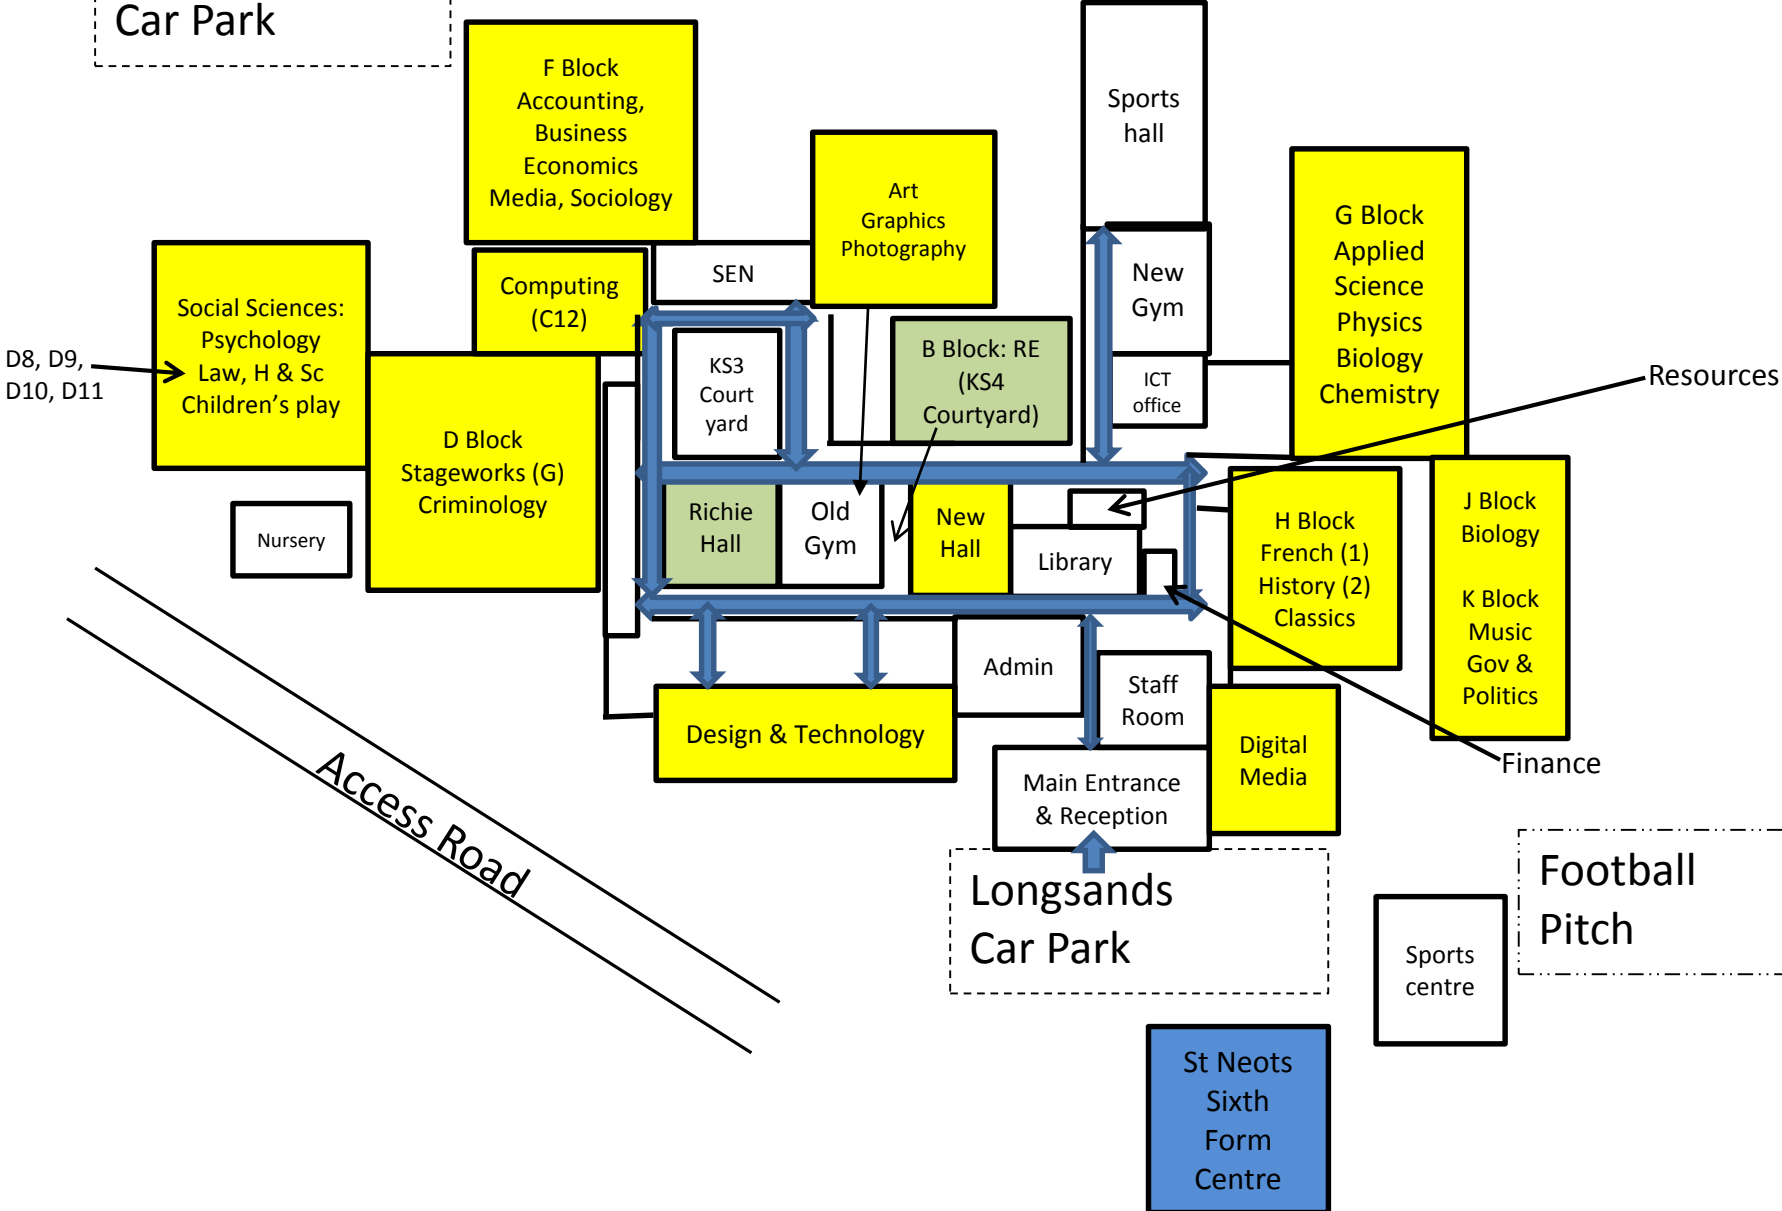 Car Park
F Block
Accounting,
Business
Economics
Media, Sociology
Sports
hall
Art
Graphics
Photography
G Block
Applied
Science
Physics
Biology
Chemistry
SEN
New
Gym
Computing
(C12)
Social Sciences:
Psychology
Law, H & Sc
Children's play
D8, D9,
D10, D11
KS3
Court
yard
B Block: RE
(KS4
Courtyard)
ICT
office
Resources
D Block
Stageworks (G)
Criminology
Nursery
Richie
Hall
Old
Gym
New
Hall
Library
H Block
French (1)
History (2)
Classics
J Block
Biology
K Block
Music
Gov &
Politics
Admin
Staff
Room
Design & Technology
Digital
Media
Finance
Main Entrance
& Reception
Access Road
Longsands
Car Park
Football
Pitch
Sports
centre
St Neots
Sixth
Form
Centre